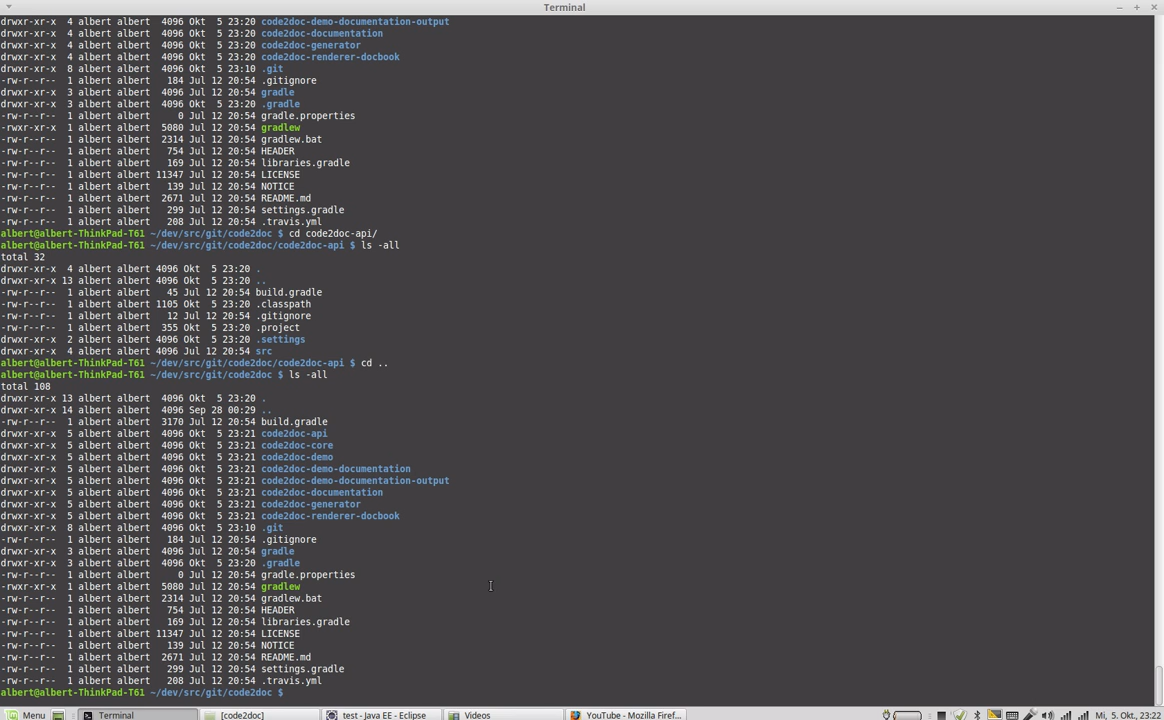 Terminal
drwxr-xr-x  4 albert albert  4096 Okt  5 23:20 code2doc-demo-documentation-output
drwxr-xr-x  4 albert albert  4096 Okt  5 23:20 code2doc-documentation
drwxr-xr-x  4 albert albert  4096 Okt  5 23:20 code2doc-generator
drwxr-xr-x  4 albert albert  4096 Okt  5 23:20 code2doc-renderer-docbook
drwxr-xr-x  8 albert albert  4096 Okt  5 23:10 .git
-rw-r--r--  1 albert albert   184 Jul 12 20:54 .gitignore
drwxr-xr-x  3 albert albert  4096 Jul 12 20:54 gradle
drwxr-xr-x  3 albert albert  4096 Okt  5 23:20 .gradle
-rw-r--r--  1 albert albert     0 Jul 12 20:54 gradle.properties
-rwxr-xr-x  1 albert albert  5080 Jul 12 20:54 gradlew
-rw-r--r--  1 albert albert  2314 Jul 12 20:54 gradlew.bat
-rw-r--r--  1 albert albert   754 Jul 12 20:54 HEADER
-rw-r--r--  1 albert albert   169 Jul 12 20:54 libraries.gradle
-rw-r--r--  1 albert albert 11347 Jul 12 20:54 LICENSE
-rw-r--r--  1 albert albert   139 Jul 12 20:54 NOTICE
-rw-r--r--  1 albert albert  2671 Jul 12 20:54 README.md
-rw-r--r--  1 albert albert   299 Jul 12 20:54 settings.gradle
-rw-r--r--  1 albert albert   208 Jul 12 20:54 .travis.yml
albert@albert-ThinkPad-T61 ~/dev/src/git/code2doc $ cd code2doc-api/
albert@albert-ThinkPad-T61 ~/dev/src/git/code2doc/code2doc-api $ ls -all
total 32
drwxr-xr-x  4 albert albert 4096 Okt  5 23:20 .
drwxr-xr-x 13 albert albert 4096 Okt  5 23:20 ..
-rw-r--r--  1 albert albert   45 Jul 12 20:54 build.gradle
-rw-r--r--  1 albert albert 1105 Okt  5 23:20 .classpath
-rw-r--r--  1 albert albert   12 Jul 12 20:54 .gitignore
-rw-r--r--  1 albert albert  355 Okt  5 23:20 .project
drwxr-xr-x  2 albert albert 4096 Okt  5 23:20 .settings
drwxr-xr-x  4 albert albert 4096 Jul 12 20:54 src
albert@albert-ThinkPad-T61 ~/dev/src/git/code2doc/code2doc-api $ cd ..
albert@albert-ThinkPad-T61 ~/dev/src/git/code2doc $ ls -all
total 108
drwxr-xr-x 13 albert albert  4096 Okt  5 23:20 .
drwxr-xr-x 14 albert albert  4096 Sep 28 00:29 ..
-rw-r--r--  1 albert albert  3170 Jul 12 20:54 build.gradle
drwxr-xr-x  5 albert albert  4096 Okt  5 23:21 code2doc-api
drwxr-xr-x  5 albert albert  4096 Okt  5 23:21 code2doc-core
drwxr-xr-x  5 albert albert  4096 Okt  5 23:21 code2doc-demo
drwxr-xr-x  5 albert albert  4096 Okt  5 23:21 code2doc-demo-documentation
drwxr-xr-x  5 albert albert  4096 Okt  5 23:21 code2doc-demo-documentation-output
drwxr-xr-x  5 albert albert  4096 Okt  5 23:21 code2doc-documentation
drwxr-xr-x  5 albert albert  4096 Okt  5 23:21 code2doc-generator
drwxr-xr-x  5 albert albert  4096 Okt  5 23:21 code2doc-renderer-docbook
drwxr-xr-x  8 albert albert  4096 Okt  5 23:10 .git
-rw-r--r--  1 albert albert   184 Jul 12 20:54 .gitignore
drwxr-xr-x  3 albert albert  4096 Jul 12 20:54 gradle
drwxr-xr-x  3 albert albert  4096 Okt  5 23:20 .gradle
-rw-r--r--  1 albert albert     0 Jul 12 20:54 gradle.properties
-rwxr-xr-x  1 albert albert  5080 Jul 12 20:54 gradlew
-rw-r--r--  1 albert albert  2314 Jul 12 20:54 gradlew.bat
-rw-r--r--  1 albert albert   754 Jul 12 20:54 HEADER
-rw-r--r--  1 albert albert   169 Jul 12 20:54 libraries.gradle
-rw-r--r--  1 albert albert 11347 Jul 12 20:54 LICENSE
-rw-r--r--  1 albert albert   139 Jul 12 20:54 NOTICE
-rw-r--r--  1 albert albert  2671 Jul 12 20:54 README.md
-rw-r--r--  1 albert albert   299 Jul 12 20:54 settings.gradle
-rw-r--r--  1 albert albert   208 Jul 12 20:54 .travis.yml
albert@albert-ThinkPad-T61 ~/dev/src/git/code2doc $
Menu Terminal [code2doc] test - Java EE - Eclipse Videos YouTube - Mozilla Firef... Mi, 5. Okt, 23:22